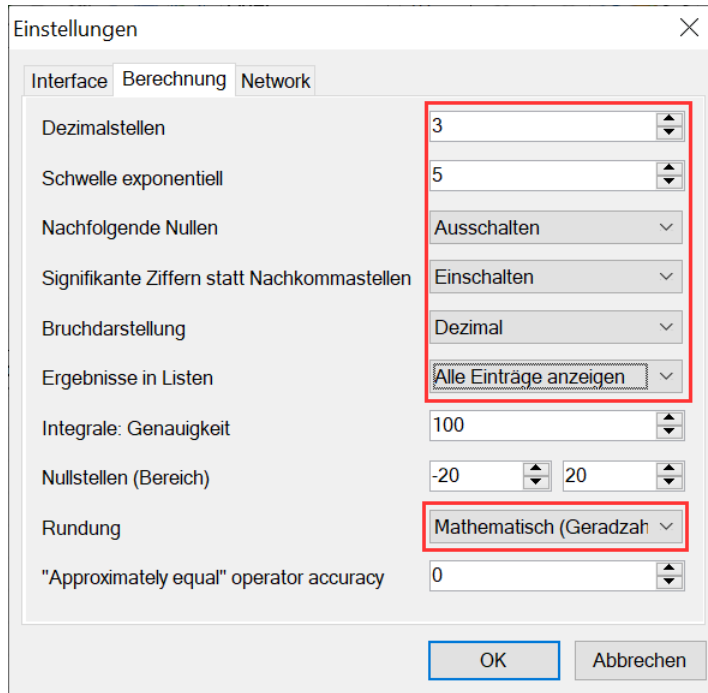 Einstellungen
Interface Berechnung Network
Dezimalstellen 3
Schwelle exponentiell 5
Nachfolgende Nullen Ausschalten
Signifikante Ziffern statt Nachkommastellen Einschalten
Bruchdarstellung Dezimal
Ergebnisse in Listen Alle Einträge anzeigen
Integrale: Genauigkeit 100
Nullstellen (Bereich) -20 20
Rundung Mathematisch (Geradzah
"Approximately equal" operator accuracy 0
OK Abbrechen